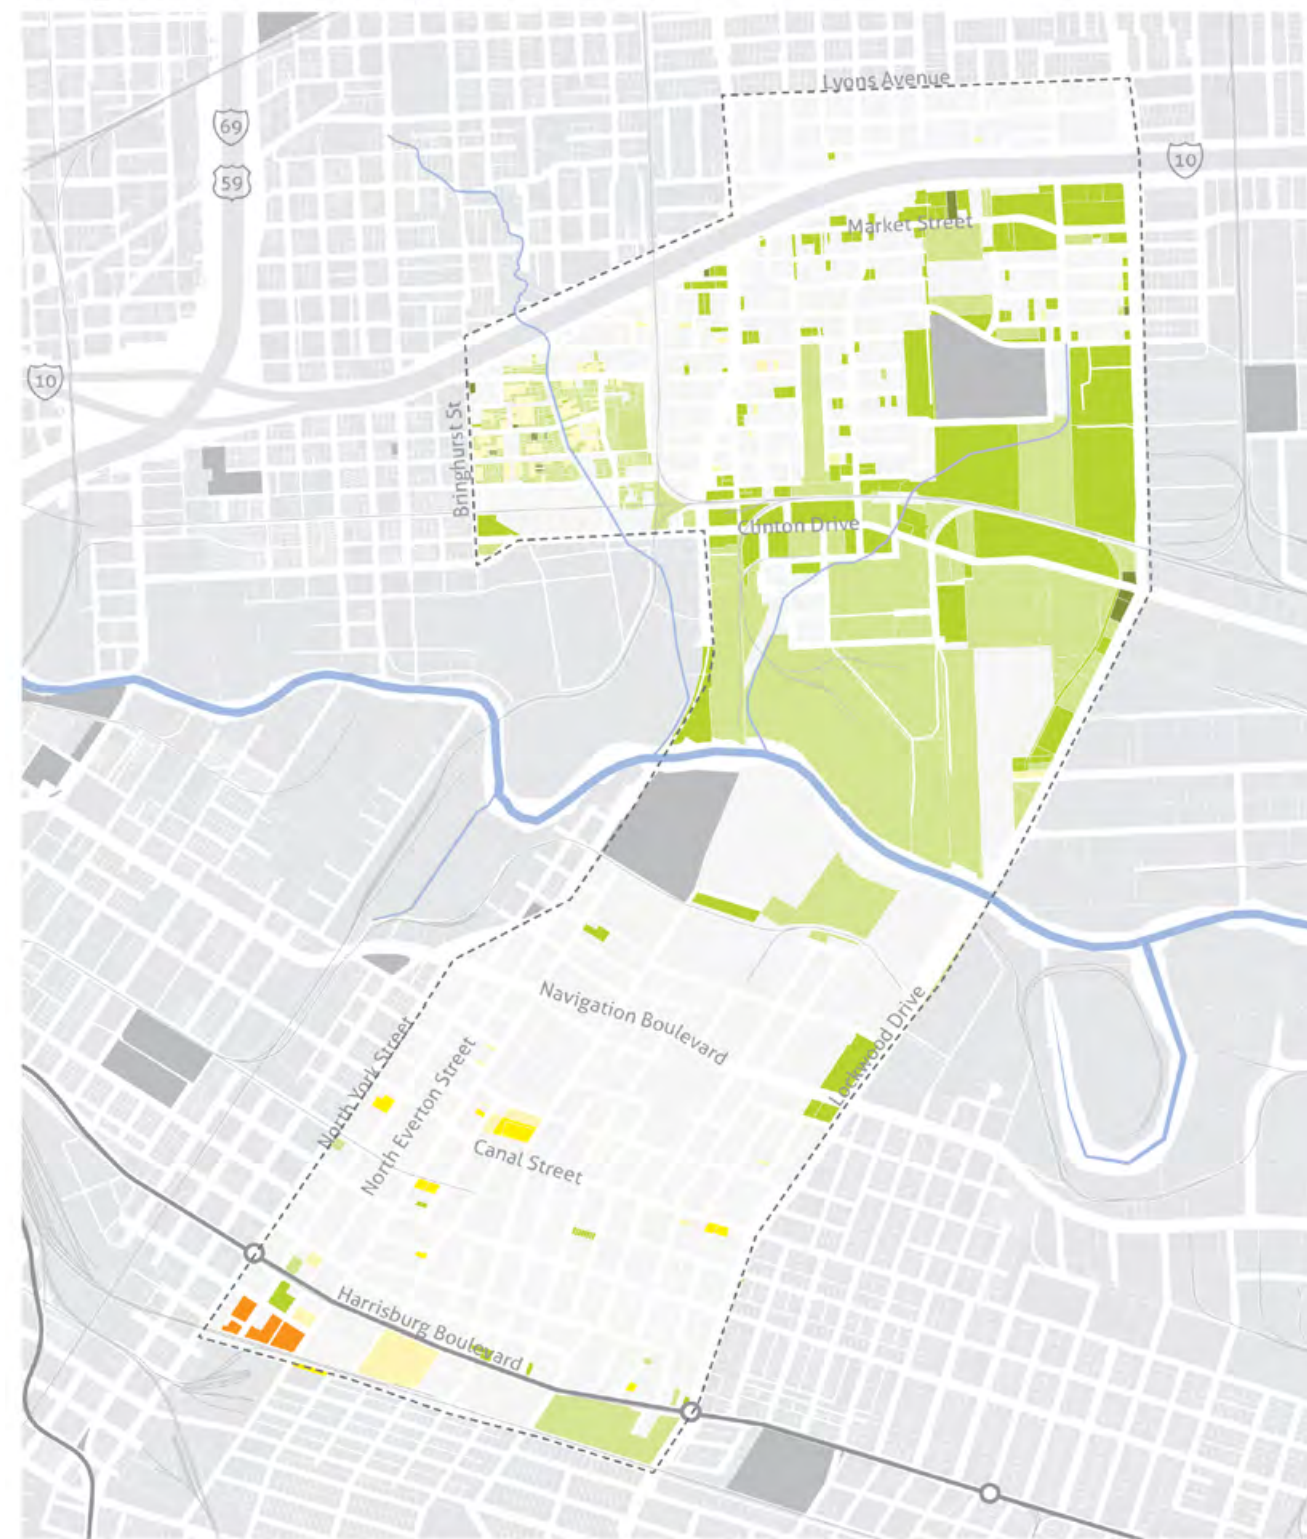 Lyons Avenue
69
10
59
Market Street
10
Bringhurst St
Clinton Drive
Navigation Boulevard
Lockwood Drive
North York Street
North Everton Street
Canal Street
Harrisburg Boulevard